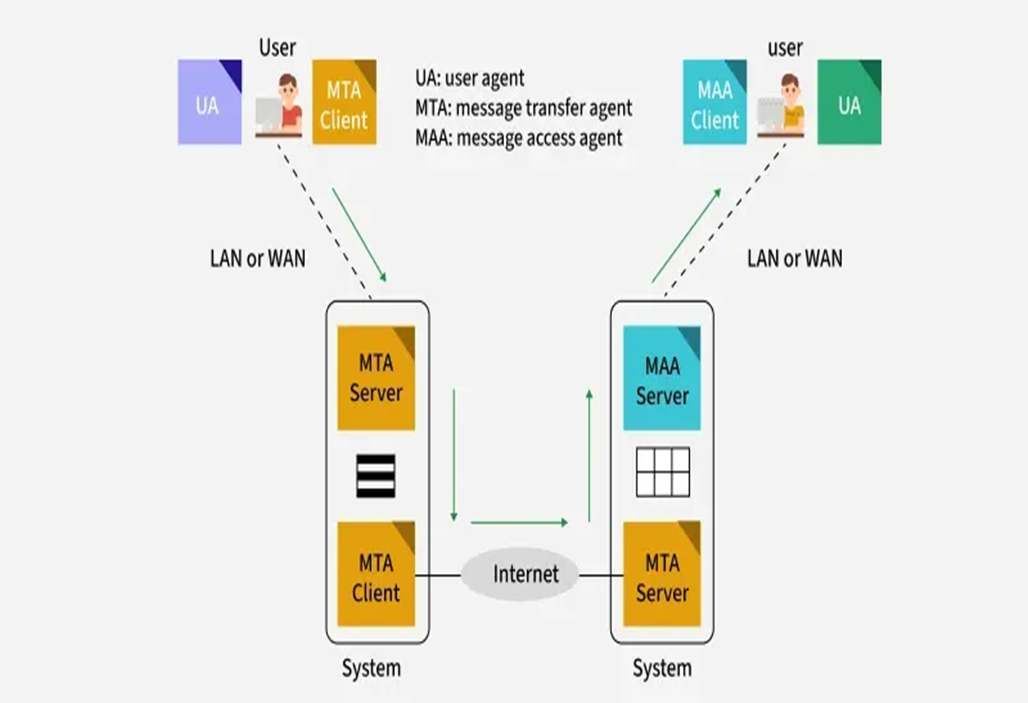 User
user
UA
MTA
Client
UA: user agent
MTA: message transfer agent
MAA: message access agent
MAA
Client
UA
LAN or WAN
LAN or WAN
MTA
Server
MAA
Server
MTA
Client
Internet
MTA
Server
System
System